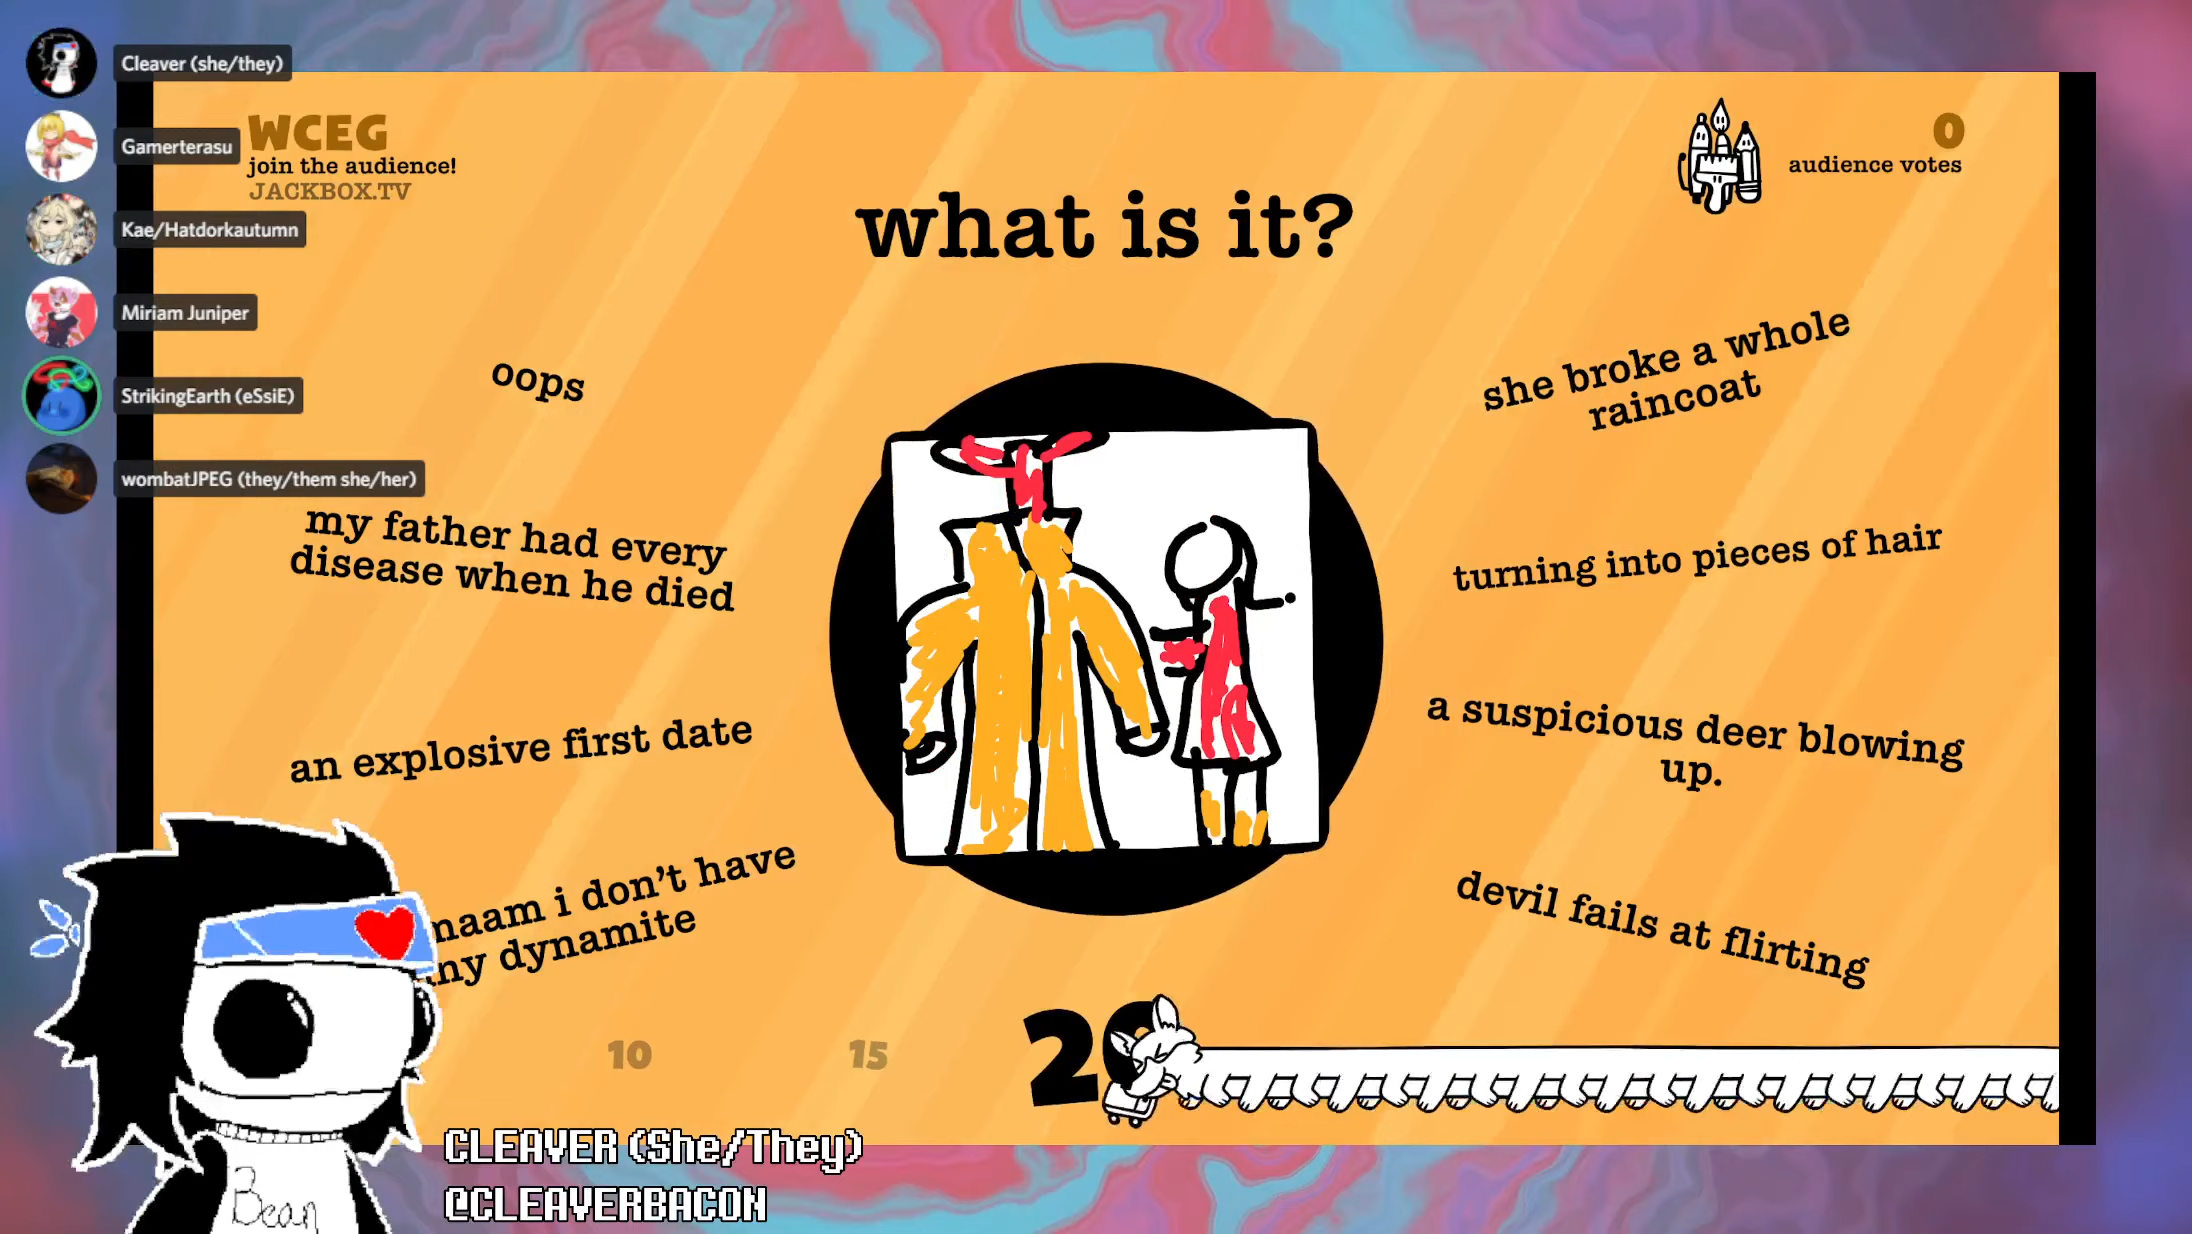 Cleaver (she/they)
Gamerterasu
Kae/Hatdorkautumn
Miriam Juniper
StrikingEarth (eSsiE)
wombatJPEG (they/them she/her)
WCEG
join the audience!
JACKBOX.TV
0
audience votes
what is it?
oops
my father had every
disease when he died
an explosive first date
maam i don't have
any dynamite
she broke a whole
raincoat
turning into pieces of hair
a suspicious deer blowing
up.
devil fails at flirting
10
15
20
Bean
CLEAVER (She/They)
@CLEAVERBACON